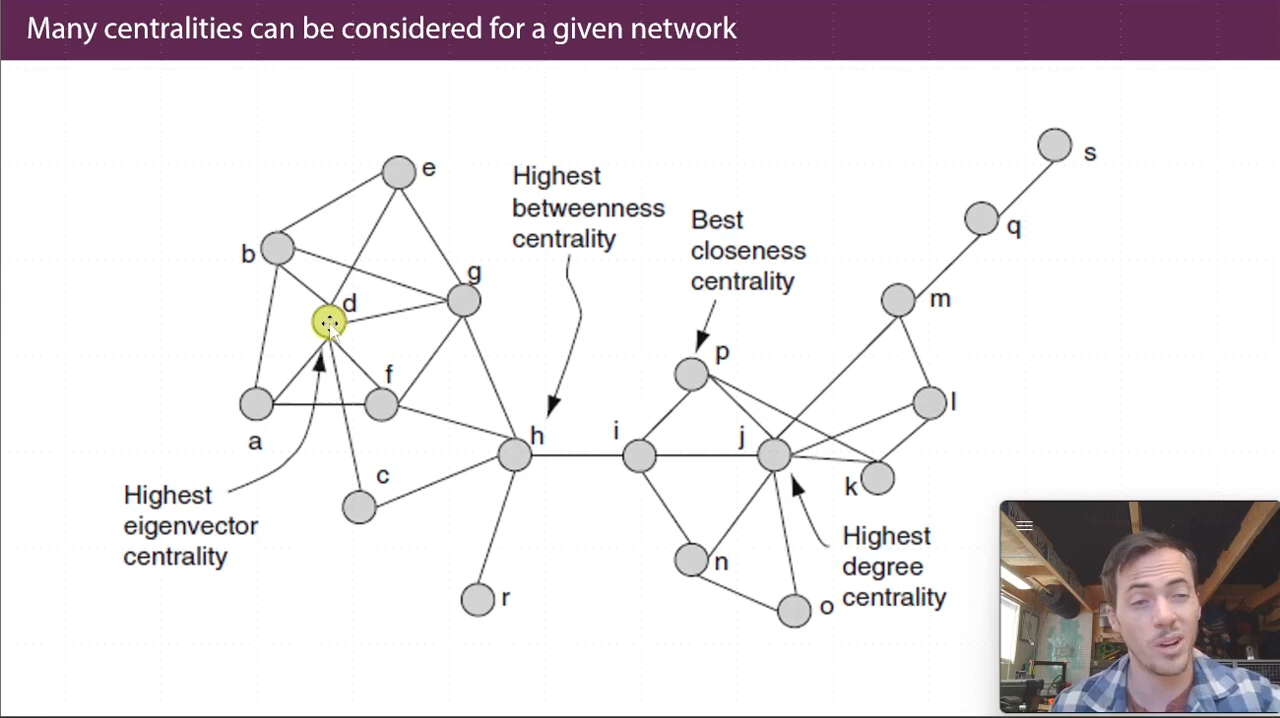 Many centralities can be considered for a given network
s
e
Highest
betweenness
centrality
Best
closeness
centrality
q
b
g
d
m
p
f
l
a
h
i
j
c
k
Highest
eigenvector
centrality
Highest
degree
centrality
n
r
o